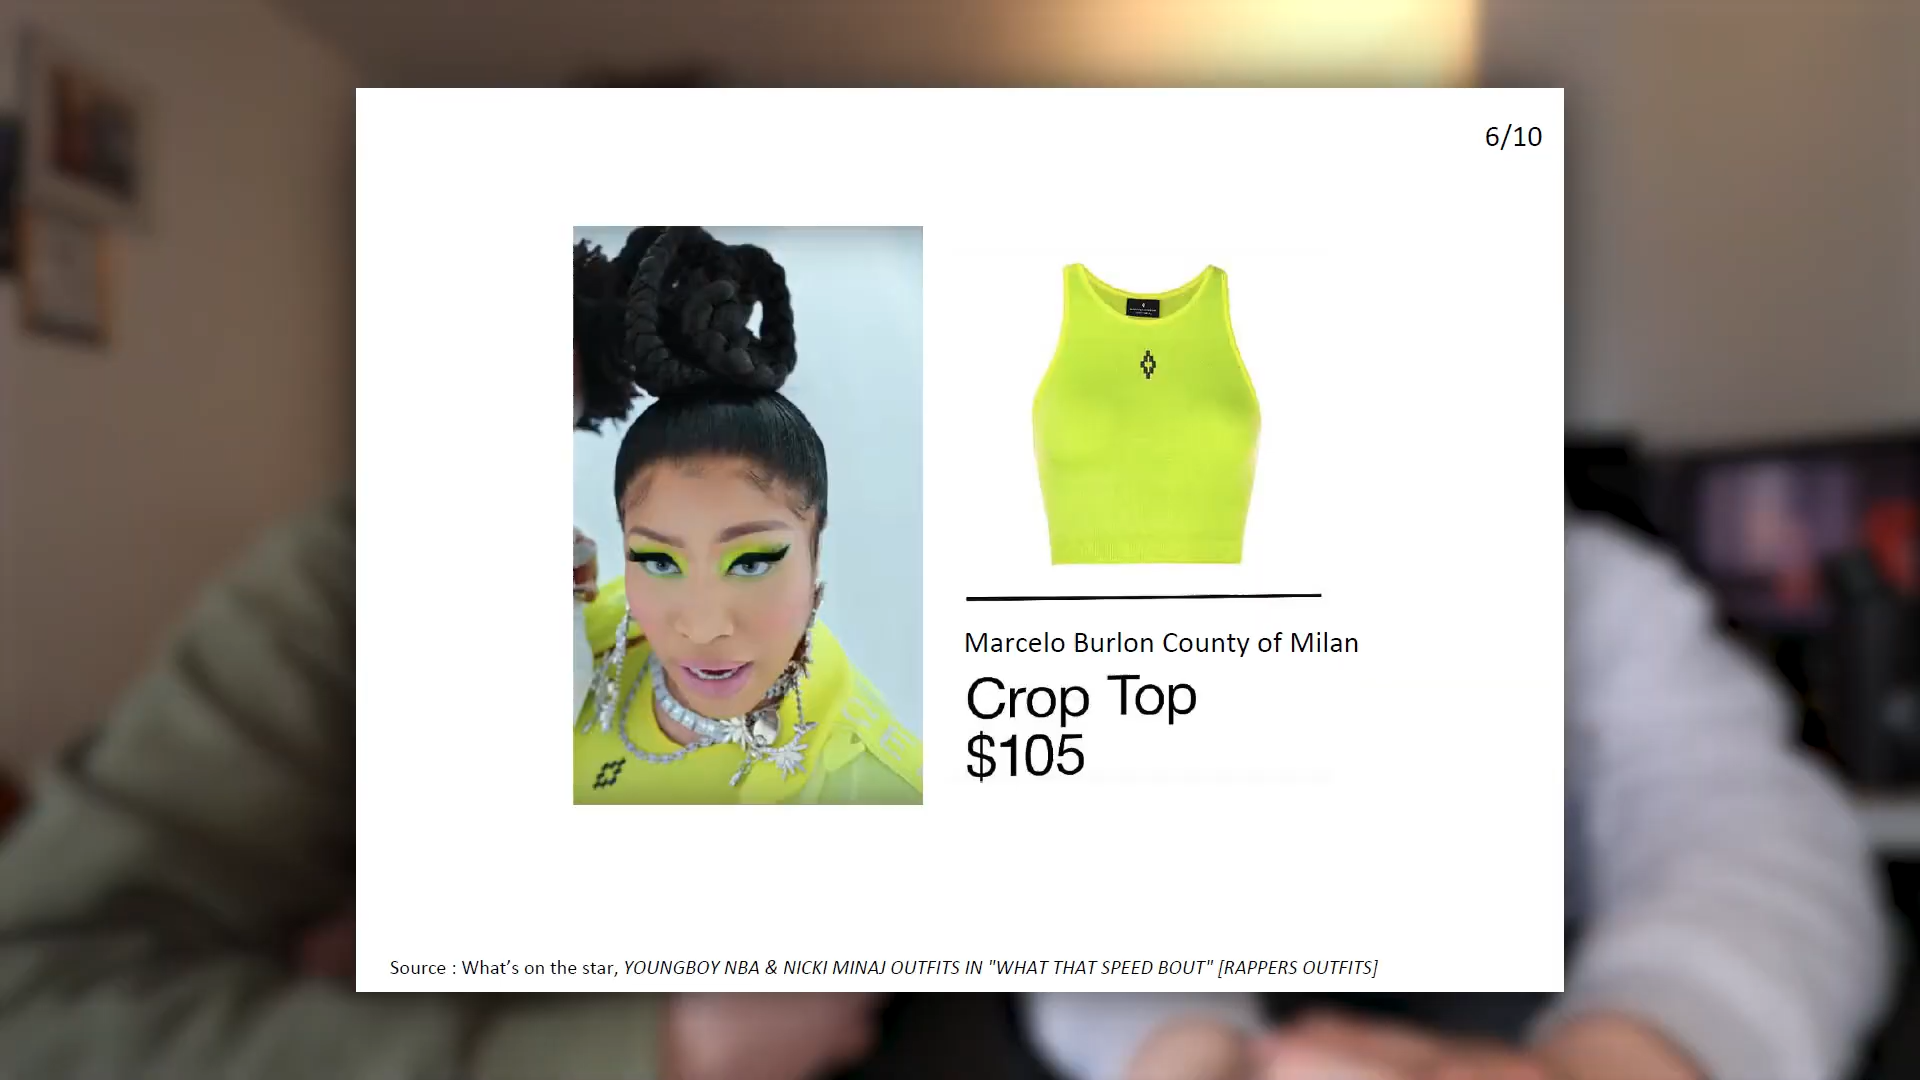 6/10
Marcelo Burlon County of Milan
Crop Top
$105
Source : What’s on the star, YOUNGBOY NBA & NICKI MINAJ OUTFITS IN "WHAT THAT SPEED BOUT" [RAPPERS OUTFITS]